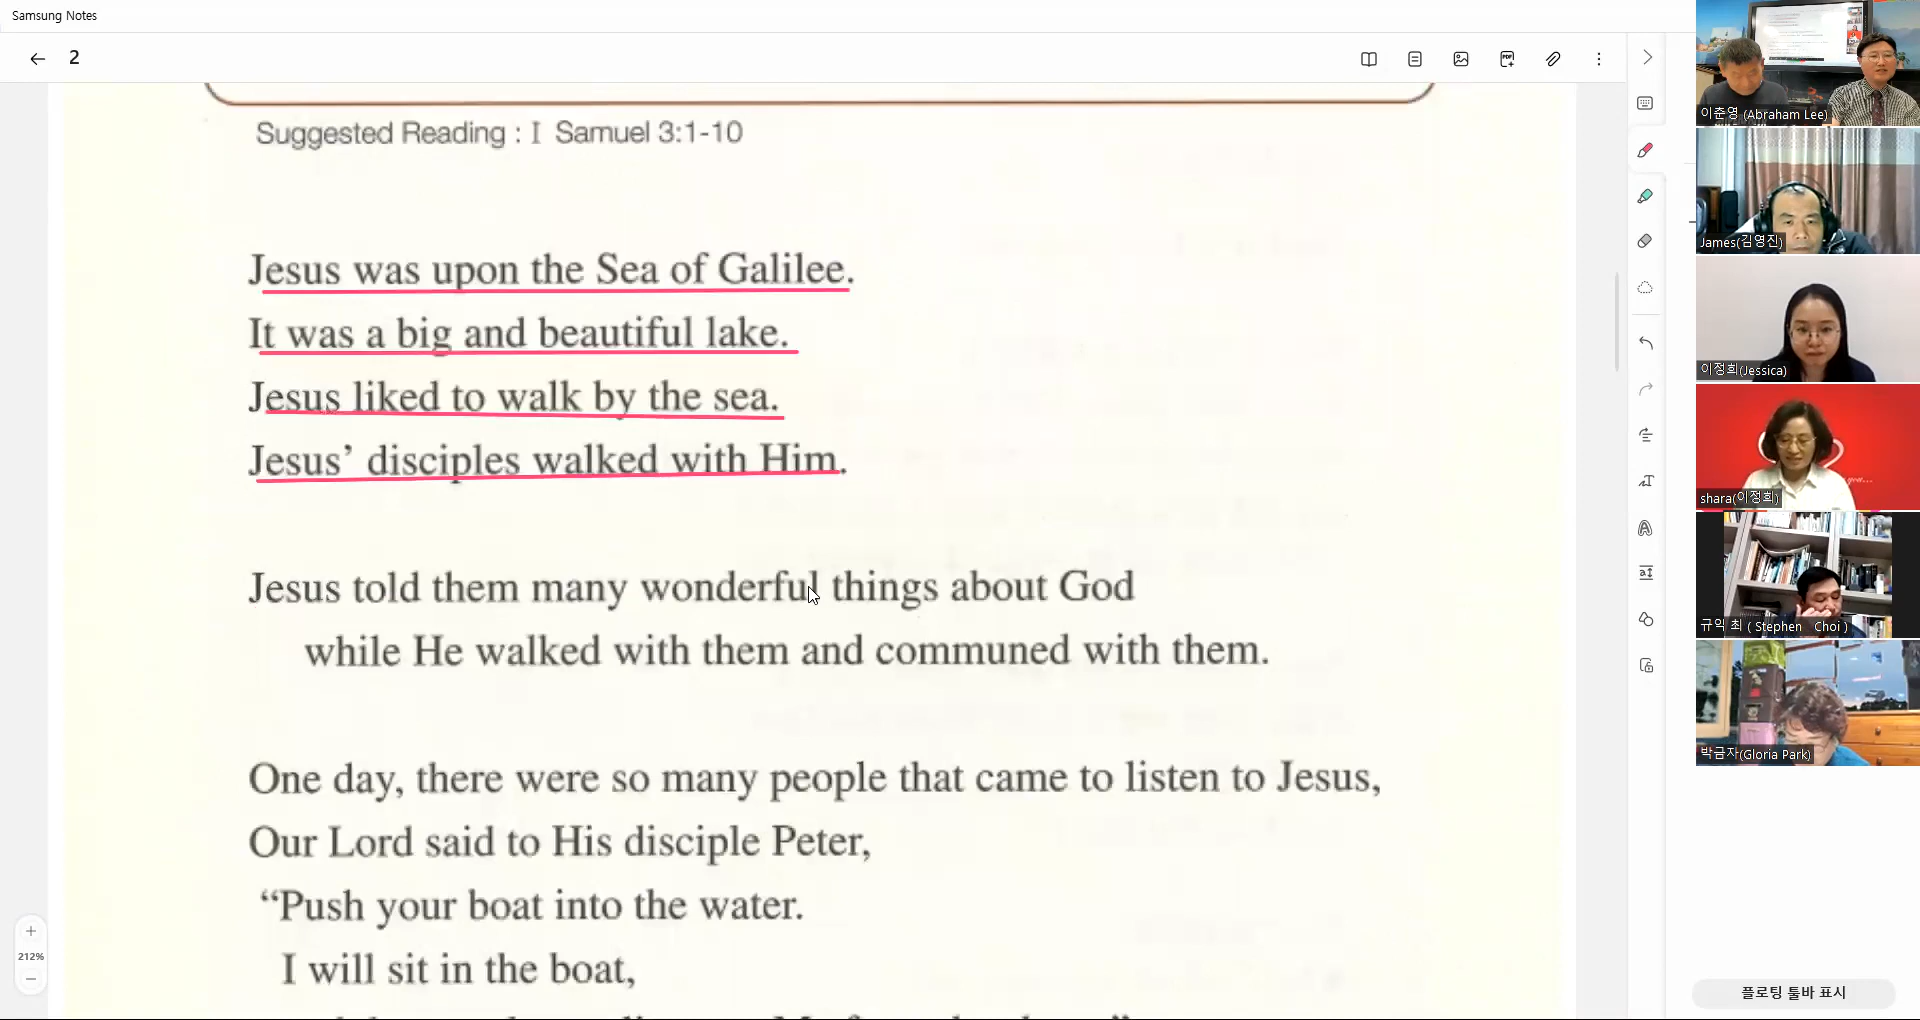 Samsung Notes
2
Suggested Reading : I Samuel 3:1-10
Jesus was upon the Sea of Galilee.
It was a big and beautiful lake.
Jesus liked to walk by the sea.
Jesus’ disciples walked with Him.
Jesus told them many wonderful things about God
while He walked with them and communed with them.
One day, there were so many people that came to listen to Jesus,
Our Lord said to His disciple Peter,
“Push your boat into the water.
I will sit in the boat,
212%
이춘영 (Abraham Lee)
James(김영진)
이정희(Jessica)
shara(이정희)
규익 최 ( Stephen Choi )
박금자(Gloria Park)
플로팅 툴바 표시